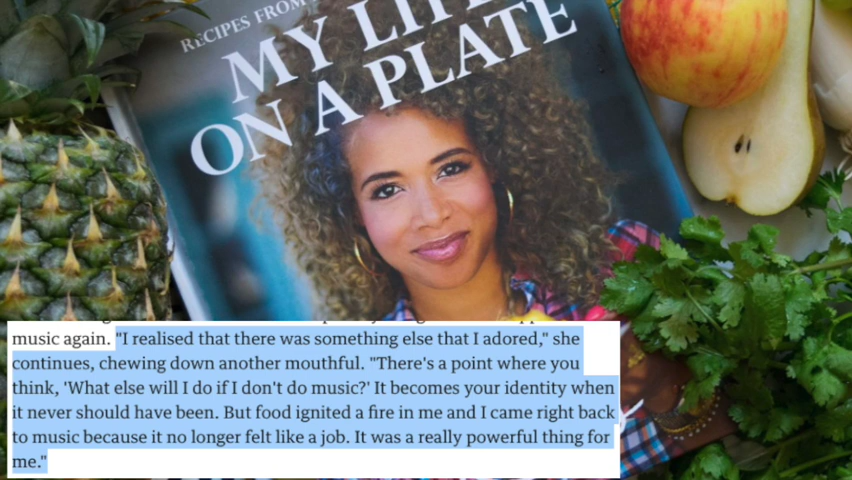 RECIPES FROM
MY LIFE
ON A PLATE
music again. "I realised that there was something else that I adored," she
continues, chewing down another mouthful. "There's a point where you
think, 'What else will I do if I don't do music?' It becomes your identity when
it never should have been. But food ignited a fire in me and I came right back
to music because it no longer felt like a job. It was a really powerful thing for
me."